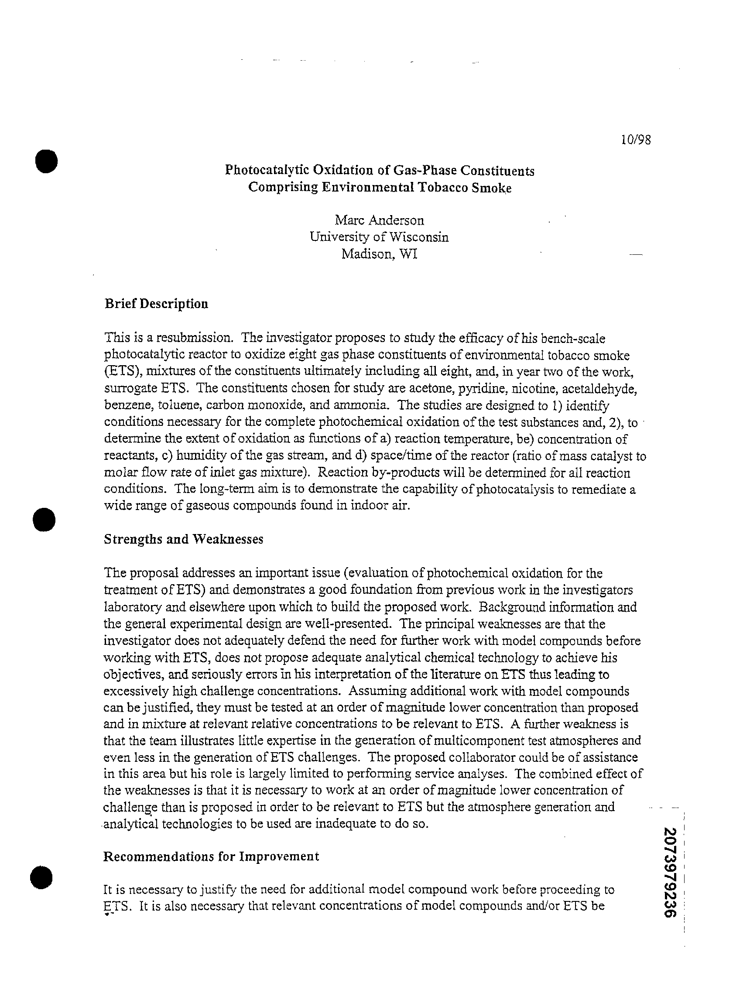 10/98
Photocatalytic Oxidation of Gas-Phase Constituents
Comprising Environmental Tobacco Smoke
Marc Anderson
University of Wisconsin
Madison, WI
Brief Description
This is a resubmission. The investigator proposes to study the efficacy of his bench-scale
photocatalytic reactor to oxidize eight gas phase constituents of environmental tobacco smoke
(ETS), mixtures of the constituents ultimately including all eight, and, in year two of the work,
surrogate ETS. The constituents chosen for study are acetone, pyridine, nicotine, acetaldehyde,
benzene, toluene, carbon monoxide, and ammonia. The studies are designed to 1) identify
conditions necessary for the complete photochemical oxidation of the test substances and, 2), to
determine the extent of oxidation as functions of a) reaction temperature, be) concentration of
reactants, c) humidity of the gas stream, and d) space/time of the reactor (ratio of mass catalyst to
molar flow rate of inlet gas mixture). Reaction by-products will be determined for all reaction
conditions. The long-term aim is to demonstrate the capability of photocatalysis to remediate a
wide range of gaseous compounds found in indoor air.
Strengths and Weaknesses
The proposal addresses an important issue (evaluation of photochemical oxidation for the
treatment of ETS) and demonstrates a good foundation from previous work in the investigators
laboratory and elsewhere upon which to build the proposed work. Background information and
the general experimental design are well-presented. The principal weaknesses are that the
investigator does not adequately defend the need for further work with model compounds before
working with ETS, does not propose adequate analytical chemical technology to achieve his
objectives, and seriously errors in his interpretation of the literature on ETS thus leading to
excessively high challenge concentrations. Assuming additional work with model compounds
can be justified, they must be tested at an order of magnitude lower concentration than proposed
and in mixture at relevant relative concentrations to be relevant to ETS. A further weakness is
that the team illustrates little expertise in the generation of multicomponent test atmospheres and
even less in the generation of ETS challenges. The proposed collaborator could be of assistance
in this area but his role is largely limited to performing service analyses. The combined effect of
the weaknesses is that it is necessary to work at an order of magnitude lower concentration of
challenge than is proposed in order to be relevant to ETS but the atmosphere generation and
analytical technologies to be used are inadequate to do so.
Recommendations for Improvement
It is necessary to justify the need for additional model compound work before proceeding to
ETS. It is also necessary that relevant concentrations of model compounds and/or ETS be
2073979236